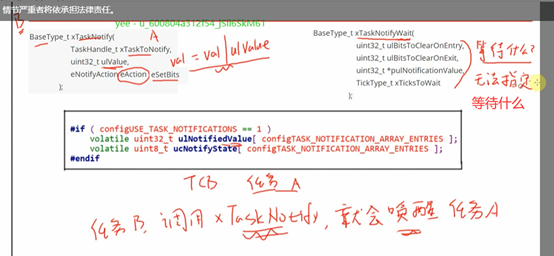 情节严重者将依承担法律责任。
B
yee - u_600804a312f54_jSII6SkM6T
A
BaseType_t xTaskNotify(
TaskHandle_t xTaskToNotify,
uint32_t ulValue,
eNotifyAction eAction eSetBits
);
val = val | ulValue
BaseType_t xTaskNotifyWait(
uint32_t ulBitsToClearOnEntry,
uint32_t ulBitsToClearOnExit,
uint32_t *pulNotificationValue,
TickType_t xTicksToWait
);
等待什么?
无法指定
等待什么
#if ( configUSE_TASK_NOTIFICATIONS == 1 )
volatile uint32_t ulNotifiedValue[ configTASK_NOTIFICATION_ARRAY_ENTRIES ];
volatile uint8_t ucNotifyState[ configTASK_NOTIFICATION_ARRAY_ENTRIES ];
#endif
TCB 任务A
任务B, 调用 xTaskNotify, 就会唤醒 任务A